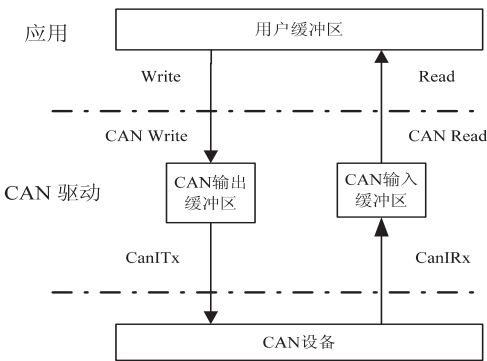 应用
用户缓冲区
Write
Read
CAN Write
CAN Read
CAN 驱动
CAN输出
缓冲区
CAN输入
缓冲区
CanITx
CanIRx
CAN设备